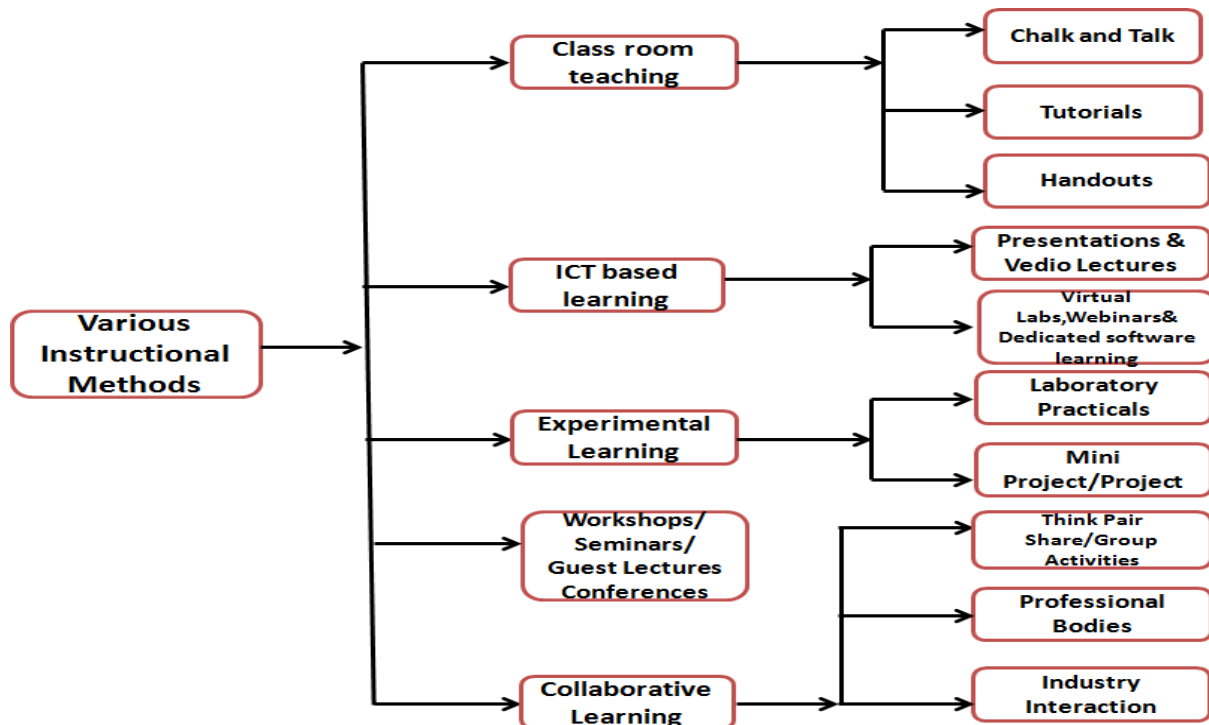 Various
Instructional
Methods
Class room
teaching
Chalk and Talk
Tutorials
Handouts
ICT based
learning
Presentations &
Vedio Lectures
Virtual
Labs,Webinars&
Dedicated software
learning
Experimental
Learning
Laboratory
Practicals
Mini
Project/Project
Workshops/
Seminars/
Guest Lectures
Conferences
Collaborative
Learning
Think Pair
Share/Group
Activities
Professional
Bodies
Industry
Interaction